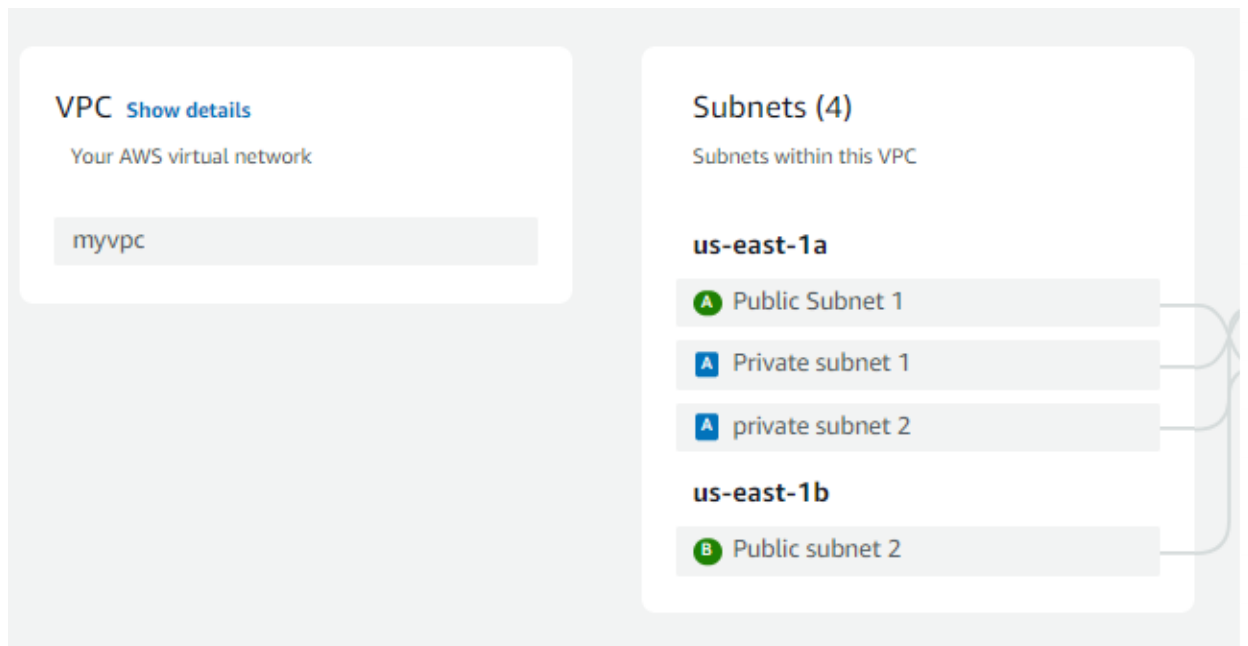 VPC Show details
Your AWS virtual network
myvpc
Subnets (4)
Subnets within this VPC
us-east-1a
A Public Subnet 1
A Private subnet 1
A private subnet 2
us-east-1b
B Public subnet 2